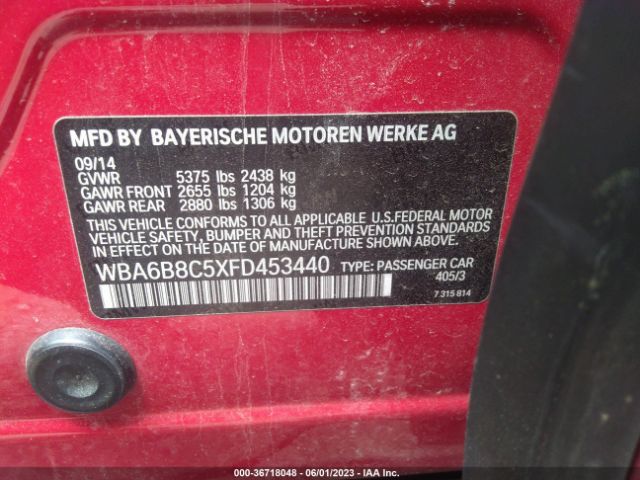 MFD BY BAYERISCHE MOTOREN WERKE AG
09/14
GVWR 5375 lbs 2438 kg
GAWR FRONT 2655 lbs 1204 kg
GAWR REAR 2880 lbs 1306 kg
THIS VEHICLE CONFORMS TO ALL APPLICABLE U.S.FEDERAL MOTOR
VEHICLE SAFETY, BUMPER AND THEFT PREVENTION STANDARDS
IN EFFECT ON THE DATE OF MANUFACTURE SHOWN ABOVE.
WBA6B8C5XFD453440 TYPE: PASSENGER CAR
405/3
7 315 814
000-36718048 - 06/01/2023 - IAA Inc.